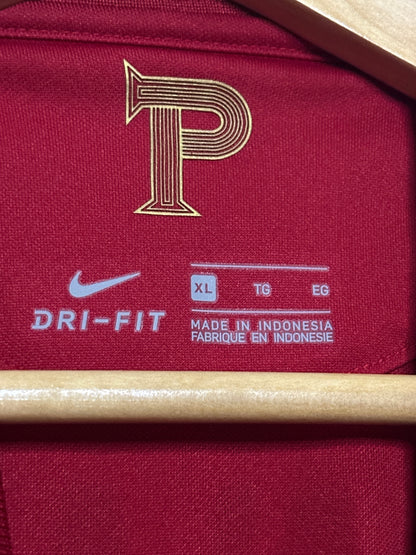 P
XL TG EG
DRI-FIT
MADE IN INDONESIA
FABRIQUE EN INDONESIE